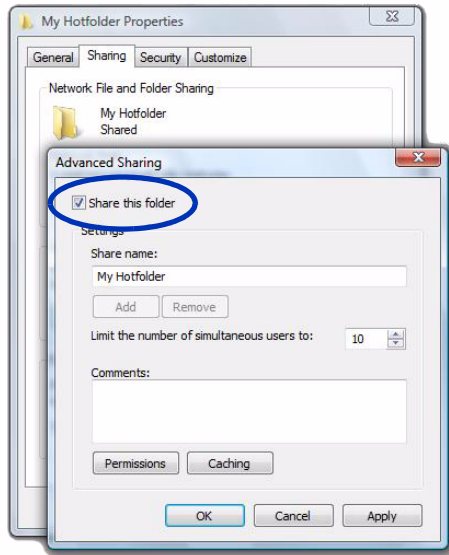 My Hotfolder Properties
General Sharing Security Customize
Network File and Folder Sharing
My Hotfolder
Shared
Advanced Sharing
Share this folder
Settings
Share name:
My Hotfolder
Add Remove
Limit the number of simultaneous users to: 10
Comments:
Permissions Caching
OK Cancel Apply